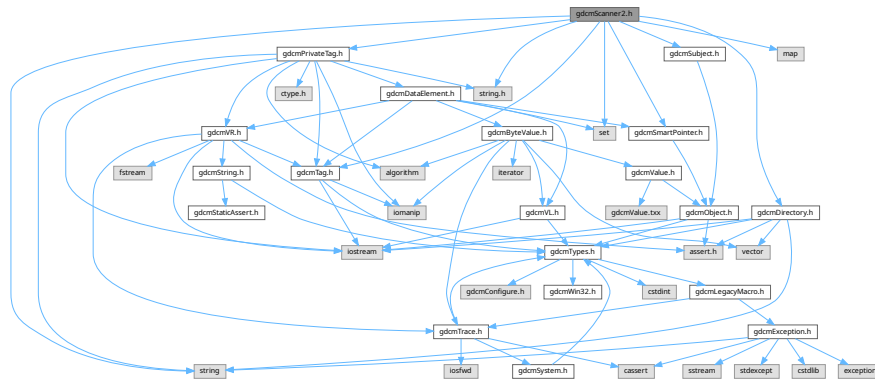 gdcmScanner2.h
gdcmPrivateTag.h
gdcmSubject.h
map
ctype.h
gdcmDataElement.h
string.h
gdcmVR.h
gdcmByteValue.h
set
gdcmSmartPointer.h
fstream
gdcmString.h
gdcmTag.h
algorithm
iterator
gdcmValue.h
gdcmStaticAssert.h
iomanip
gdcmVL.h
gdcmValue.txx
gdcmObject.h
gdcmDirectory.h
iostream
gdcmTypes.h
assert.h
vector
gdcmConfigure.h
gdcmWin32.h
cstdint
gdcmLegacyMacro.h
gdcmTrace.h
gdcmException.h
string
iosfwd
gdcmSystem.h
cassert
sstream
stdexcept
cstdlib
exception